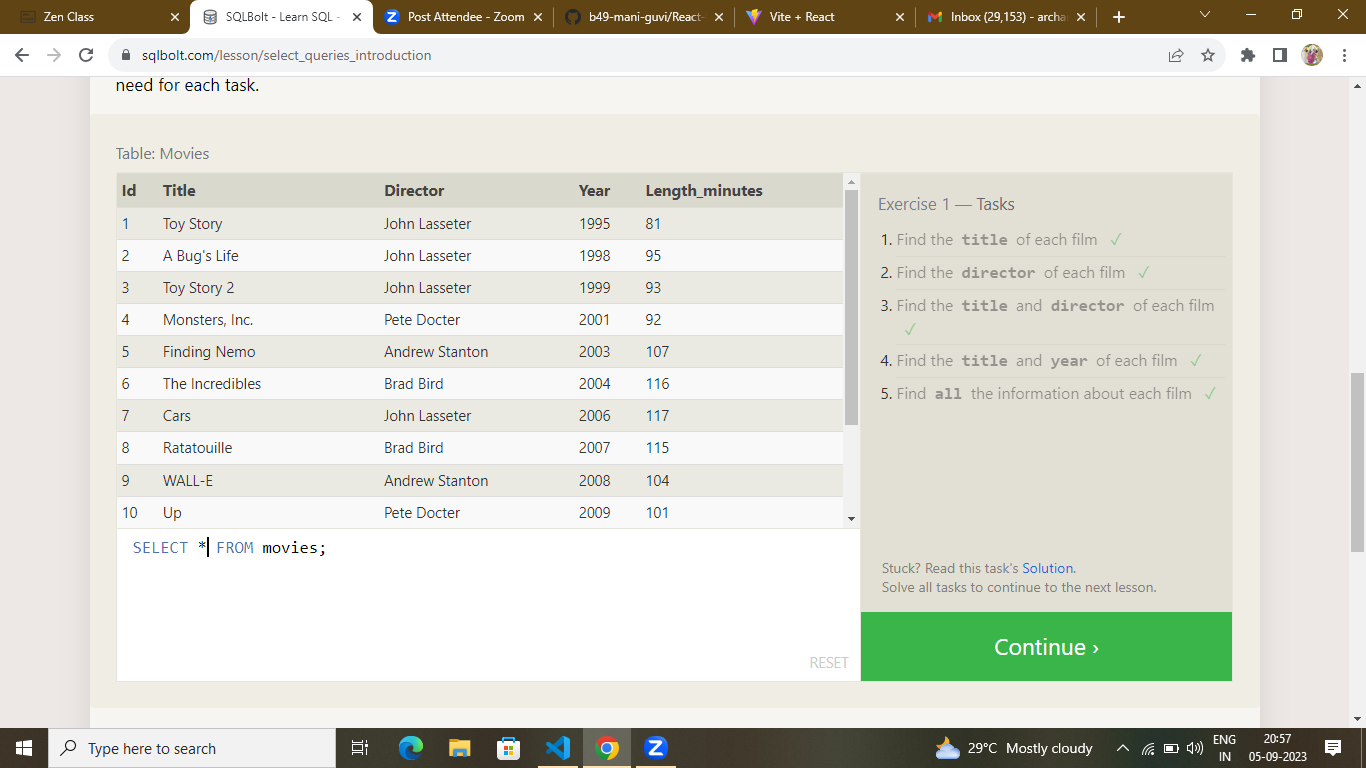 Zen Class
SQLBolt - Learn SQL -
Post Attendee - Zoom
b49-mani-guvi/React-
Vite + React
Inbox (29,153) - archa
sqlbolt.com/lesson/select_queries_introduction
need for each task.
Table: Movies
Id Title Director Year Length_minutes
1 Toy Story John Lasseter 1995 81
2 A Bug's Life John Lasseter 1998 95
3 Toy Story 2 John Lasseter 1999 93
4 Monsters, Inc. Pete Docter 2001 92
5 Finding Nemo Andrew Stanton 2003 107
6 The Incredibles Brad Bird 2004 116
7 Cars John Lasseter 2006 117
8 Ratatouille Brad Bird 2007 115
9 WALL-E Andrew Stanton 2008 104
10 Up Pete Docter 2009 101
SELECT * FROM movies;
RESET
Exercise 1 — Tasks
1. Find the title of each film ✓
2. Find the director of each film ✓
3. Find the title and director of each film
✓
4. Find the title and year of each film ✓
5. Find all the information about each film ✓
Stuck? Read this task's Solution.
Solve all tasks to continue to the next lesson.
Continue ›
Type here to search
29°C Mostly cloudy
ENG
IN
20:57
05-09-2023